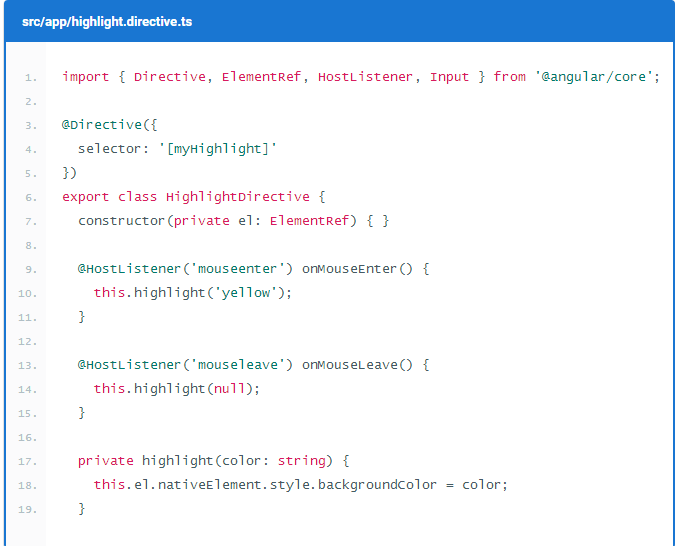 src/app/highlight.directive.ts
1. import { Directive, ElementRef, HostListener, Input } from '@angular/core';
2.
3. @Directive({
4.   selector: '[myHighlight]'
5. })
6. export class HighlightDirective {
7.   constructor(private el: ElementRef) { }
8.
9.   @HostListener('mouseenter') onMouseEnter() {
10.     this.highlight('yellow');
11.   }
12.
13.   @HostListener('mouseleave') onMouseLeave() {
14.     this.highlight(null);
15.   }
16.
17.   private highlight(color: string) {
18.     this.el.nativeElement.style.backgroundColor = color;
19.   }